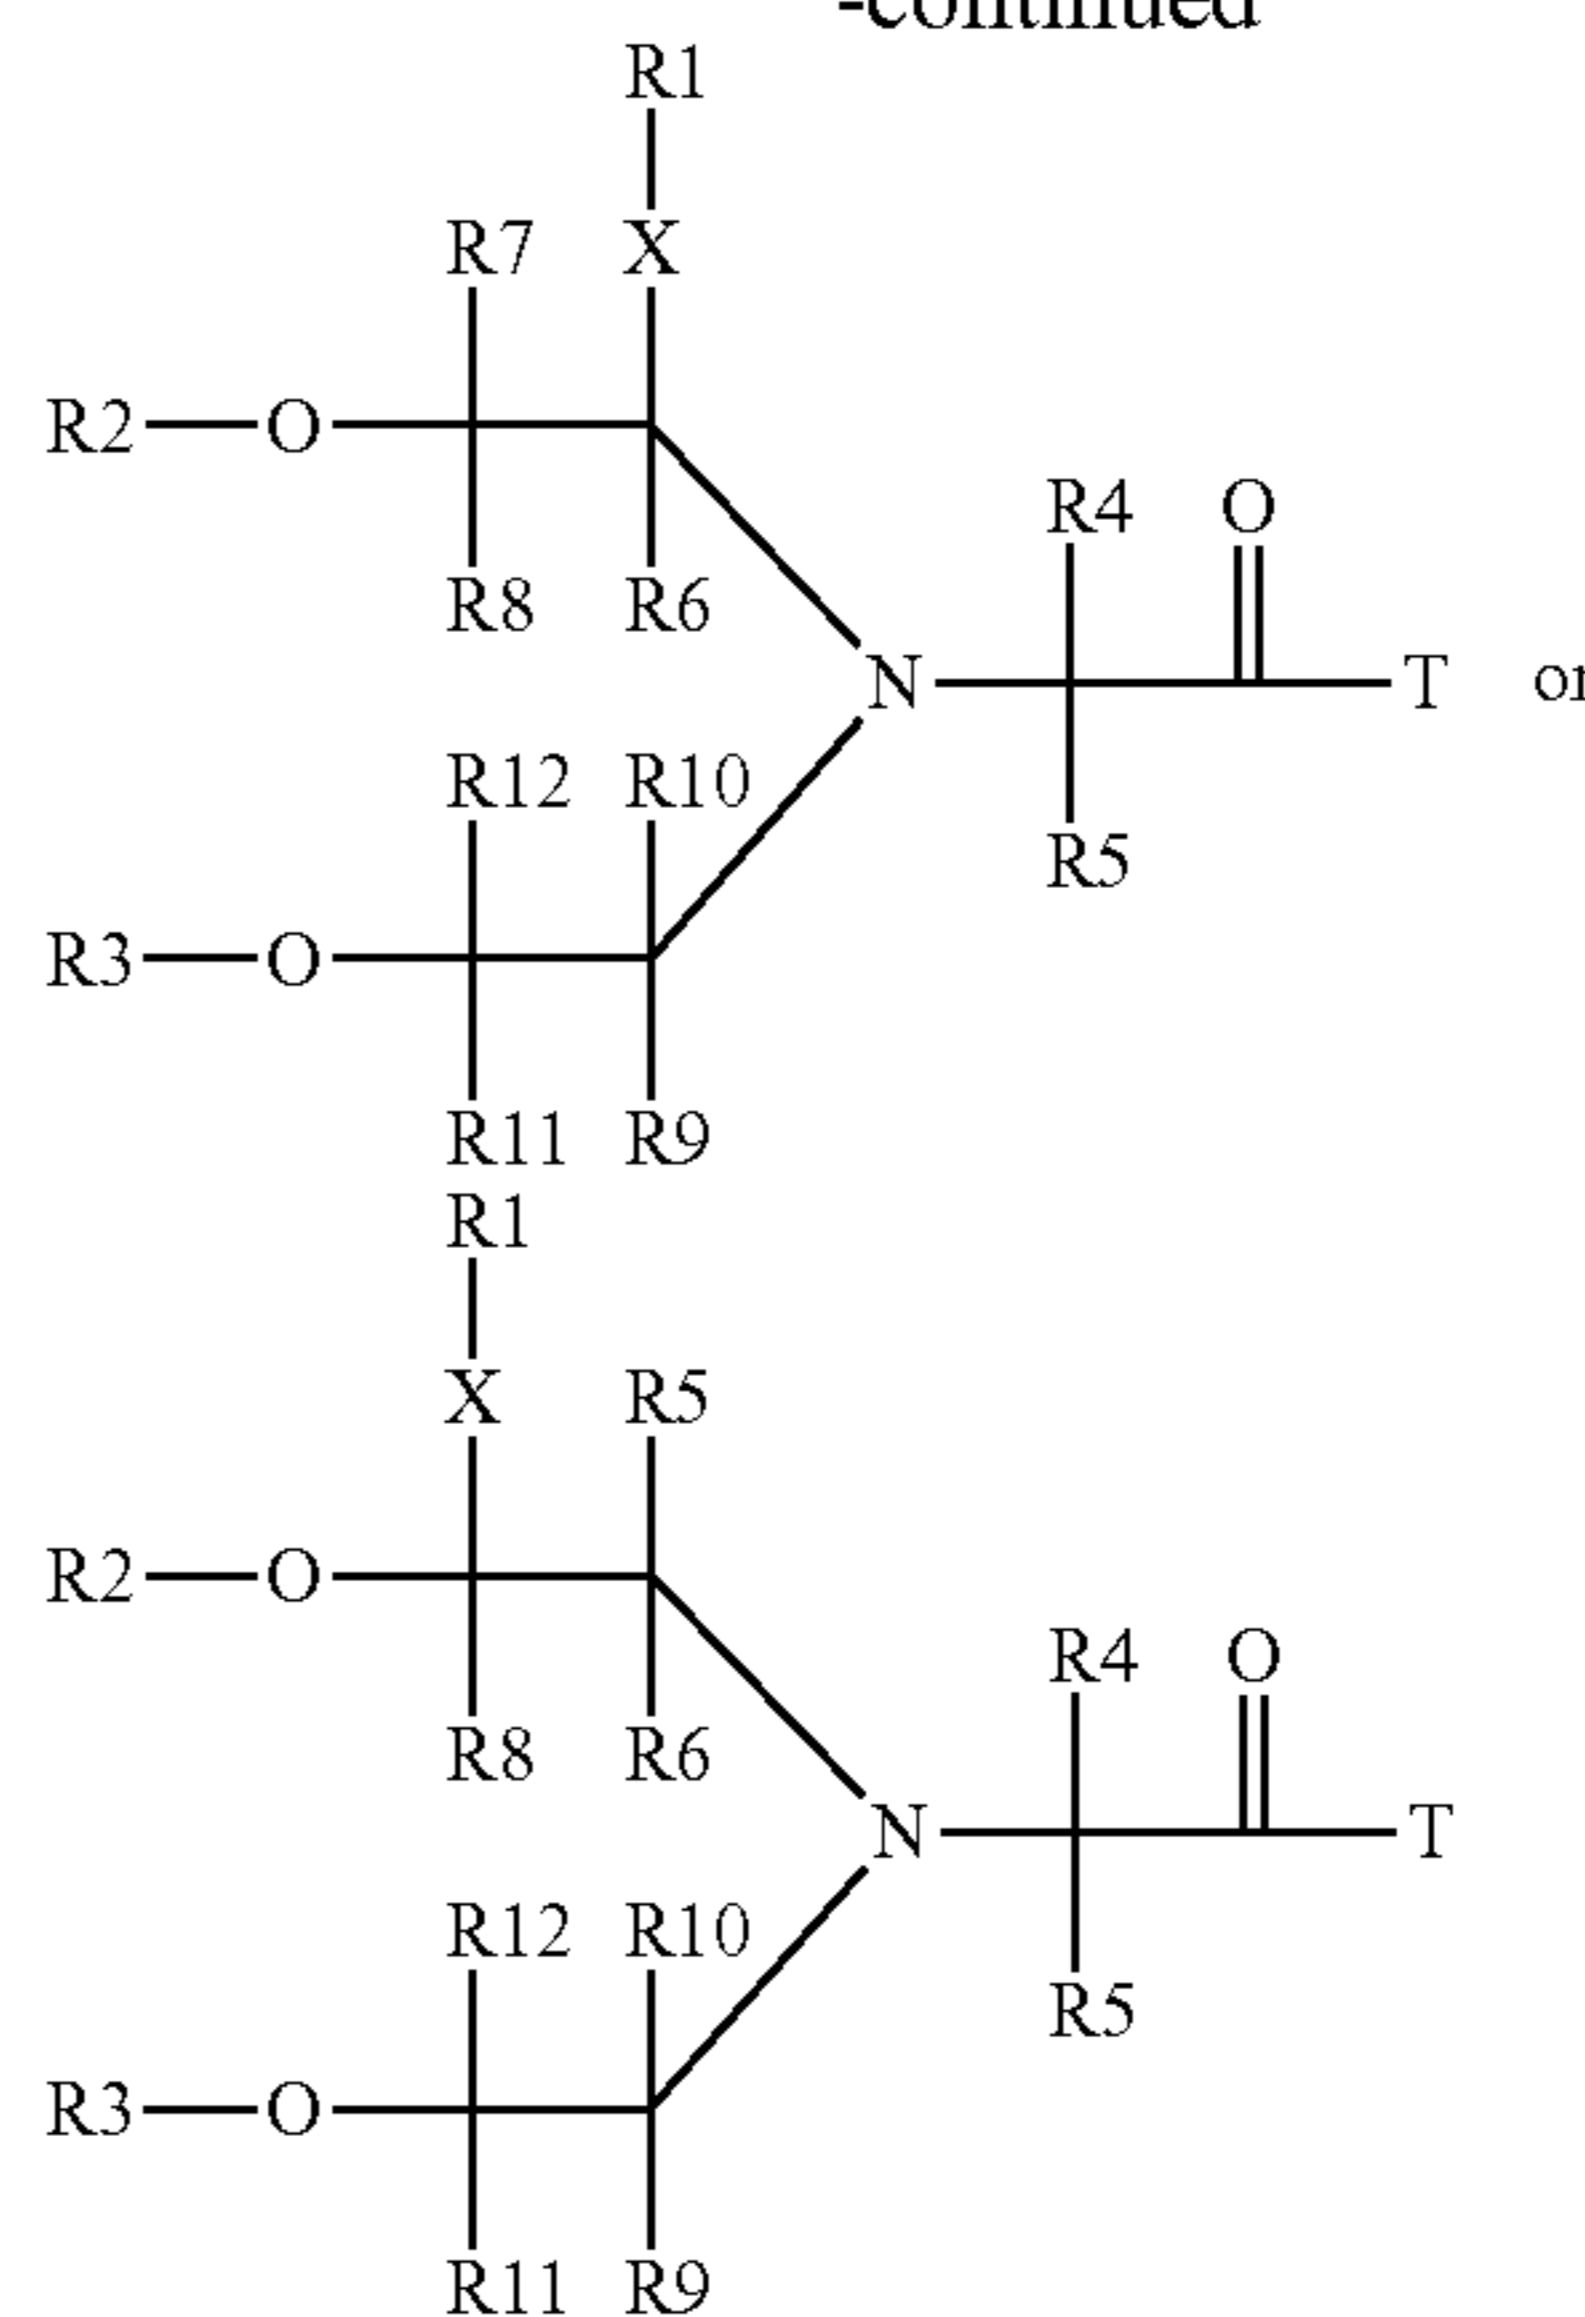 -continued
R1
R7 X
R2 O
R4 O
R8 R6
N T or
R12 R10
R5
R3 O
R11 R9
R1
X R5
R2 O
R4 O
R8 R6
N T
R12 R10
R5
R3 O
R11 R9